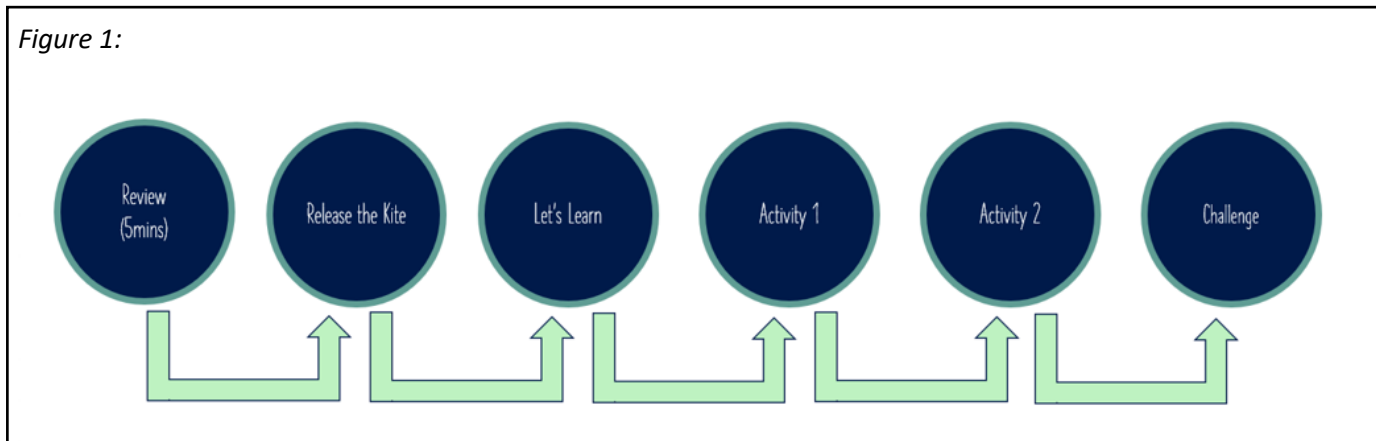 Figure 1:
Review
(5mins)
Release the Kite
Let's Learn
Activity 1
Activity 2
Challenge